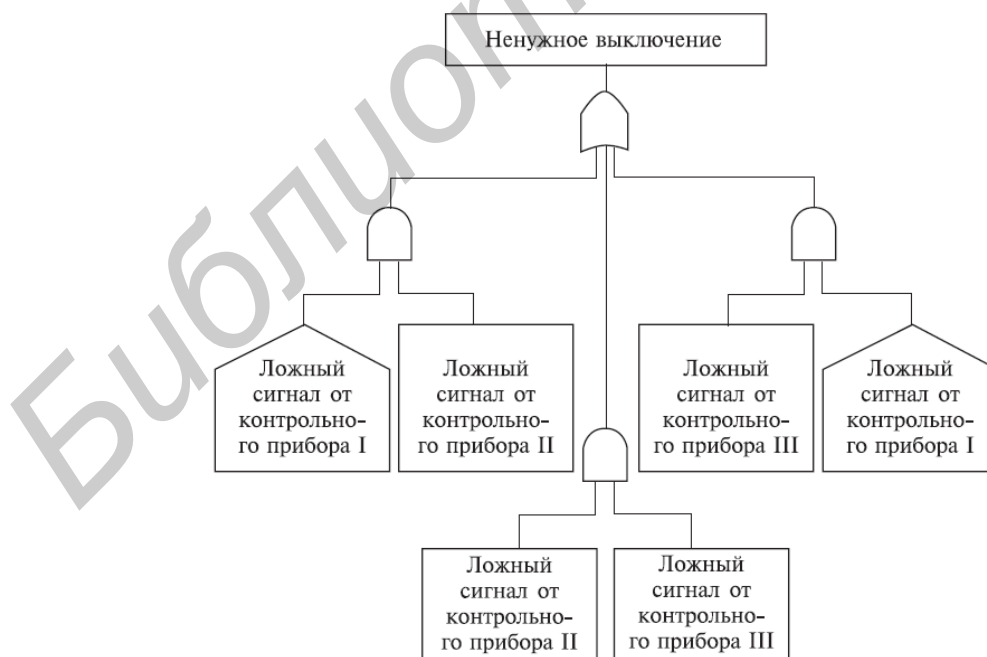 Ненужное выключение
Ложный
сигнал от
контрольно-
го прибора I
Ложный
сигнал от
контрольно-
го прибора II
Ложный
сигнал от
контрольно-
го прибора III
Ложный
сигнал от
контрольно-
го прибора I
Ложный
сигнал от
контрольно-
го прибора II
Ложный
сигнал от
контрольно-
го прибора III